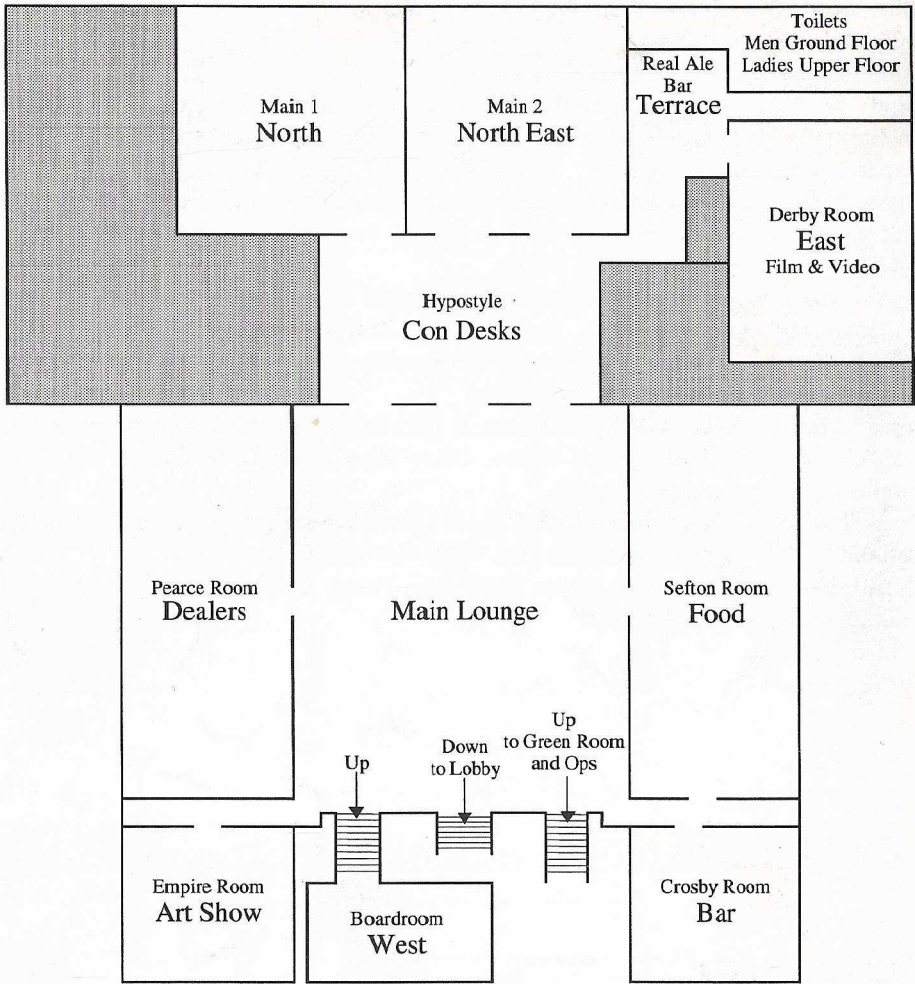 Toilets
Men Ground Floor
Ladies Upper Floor
Real Ale
Bar
Terrace
Main 1
North
Main 2
North East
Derby Room
East
Film & Video
Hypostyle
Con Desks
Pearce Room
Dealers
Main Lounge
Sefton Room
Food
Up
Down
to Lobby
Up
to Green Room
and Ops
Empire Room
Art Show
Boardroom
West
Crosby Room
Bar